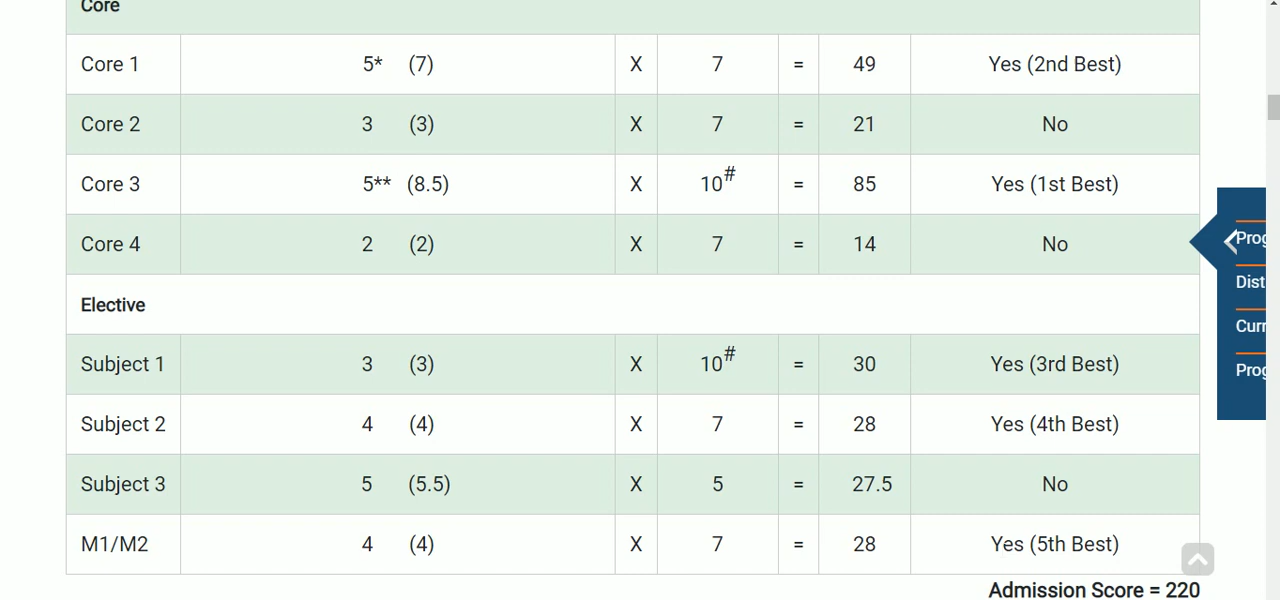 Core
Core 1 5* (7) X 7 = 49 Yes (2nd Best)
Core 2 3 (3) X 7 = 21 No
Core 3 5** (8.5) X 10# = 85 Yes (1st Best)
Core 4 2 (2) X 7 = 14 No
Elective
Subject 1 3 (3) X 10# = 30 Yes (3rd Best)
Subject 2 4 (4) X 7 = 28 Yes (4th Best)
Subject 3 5 (5.5) X 5 = 27.5 No
M1/M2 4 (4) X 7 = 28 Yes (5th Best)
Admission Score = 220
Prog
Dist
Curr
Prog